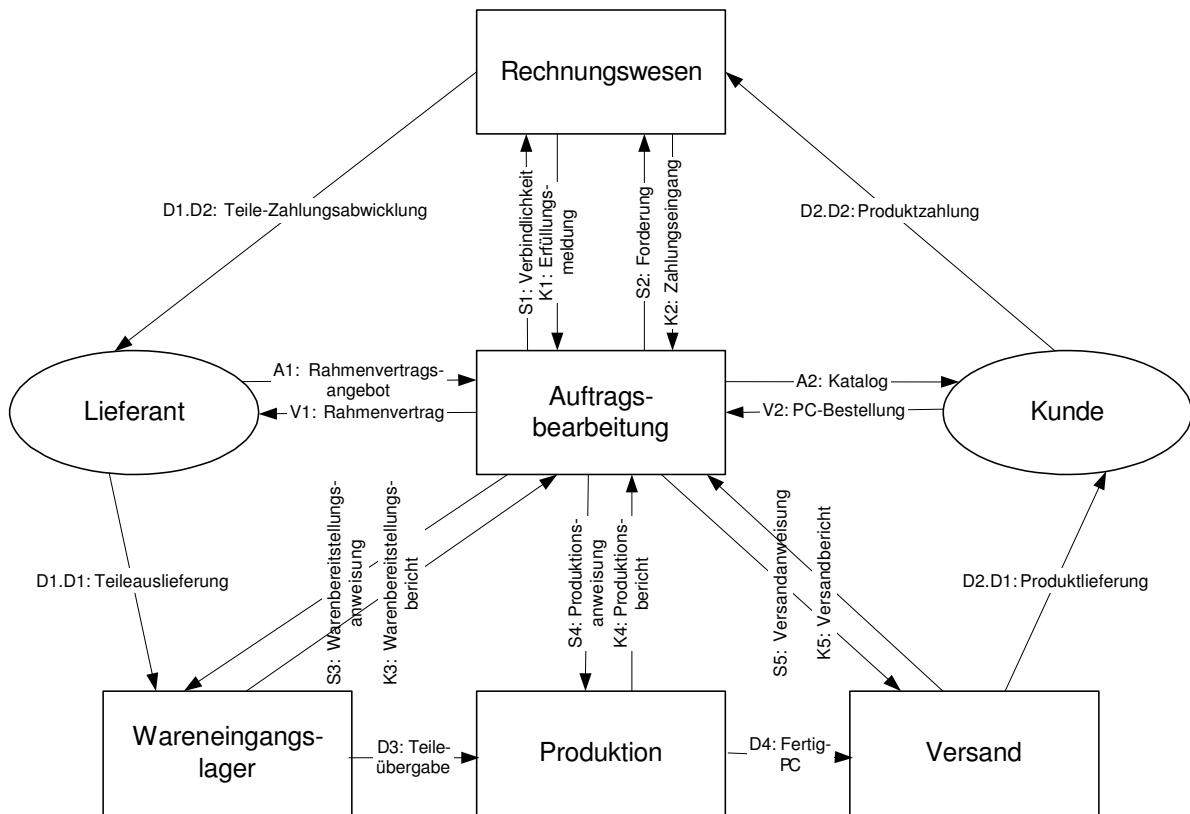 Rechnungswesen
D1.D2: Teile-Zahlungsabwicklung
S1: Verbindlichkeit
K1: Erfüllungs-
meldung
S2: Forderung
K2: Zahlungseingang
D2.D2:Produktzahlung
Lieferant
A1: Rahmenvertrags-
angebot
V1: Rahmenvertrag
Auftrags-
bearbeitung
A2: Katalog
V2: PC-Bestellung
Kunde
D1.D1: Teileauslieferung
S3: Warenbereitstellungs-
anweisung
K3: Warenbereitstellungs-
bericht
S4: Produktions-
anweisung
K4: Produktions-
bericht
S5: Versandanweisung
K5: Versandbericht
D2.D1:Produktlieferung
Wareneingangs-
lager
D3: Teile-
übergabe
Produktion
D4: Fertig-
PC
Versand